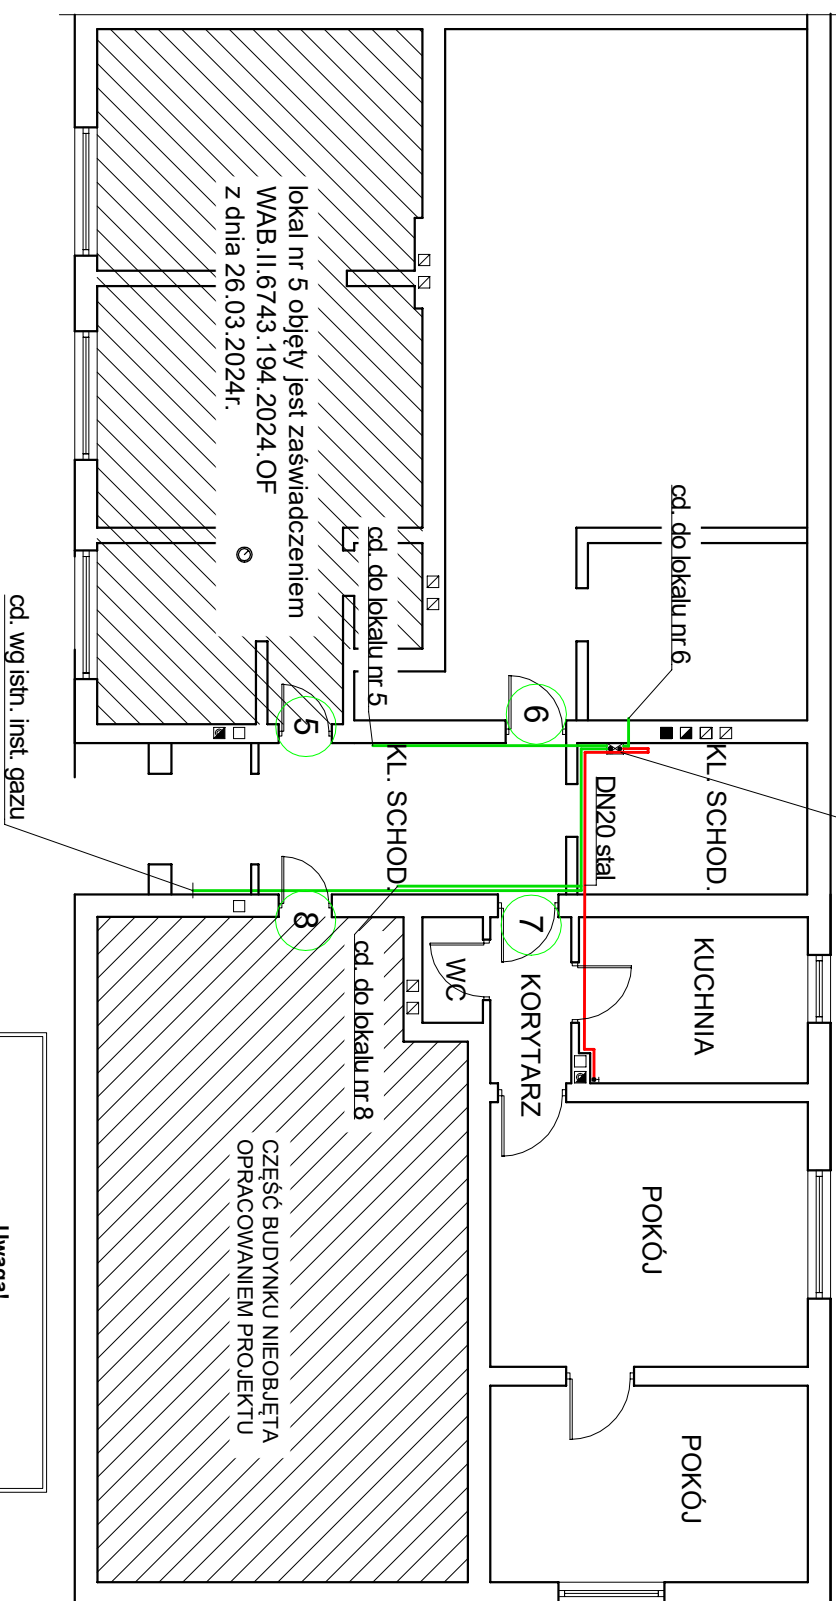 lokal nr 5 objęty jest zaświadczeniem
WAB.II.6743.194.2024.OF
z dnia 26.03.2024r.
cd. do lokalu nr 6
cd. do lokalu nr 5
6
5
KL. SCHOD.
KL. SCHOD.
DN20 stal
cd. wg istn. inst. gazu
7
8
KUCHNIA
KORYTARZ
WC
cd. do lokalu nr 8
POKÓJ
CZĘŚĆ BUDYNKU NIEOBJĘTA
OPRACOWANIEM PROJEKTU
POKÓJ
Uwaga!